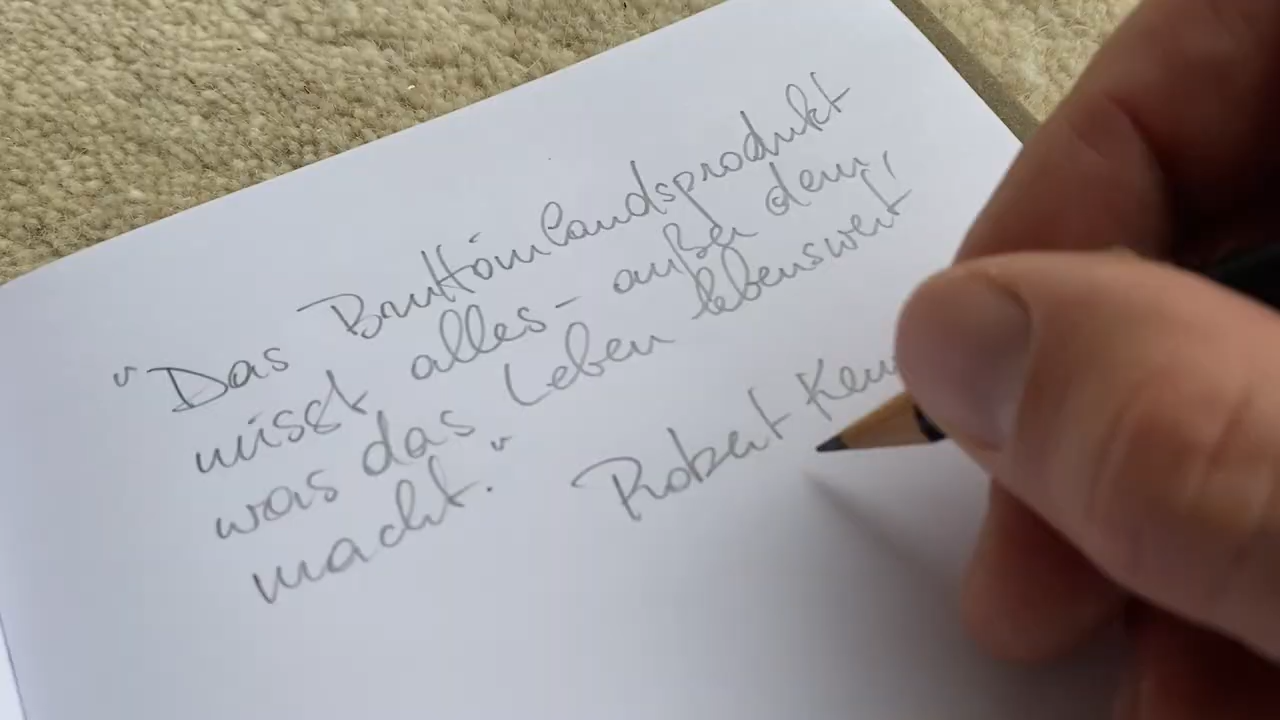 "Das Bruttoinlandsprodukt
misst alles - außer dem,
was das Leben lebenswert
macht."
Robert Ken